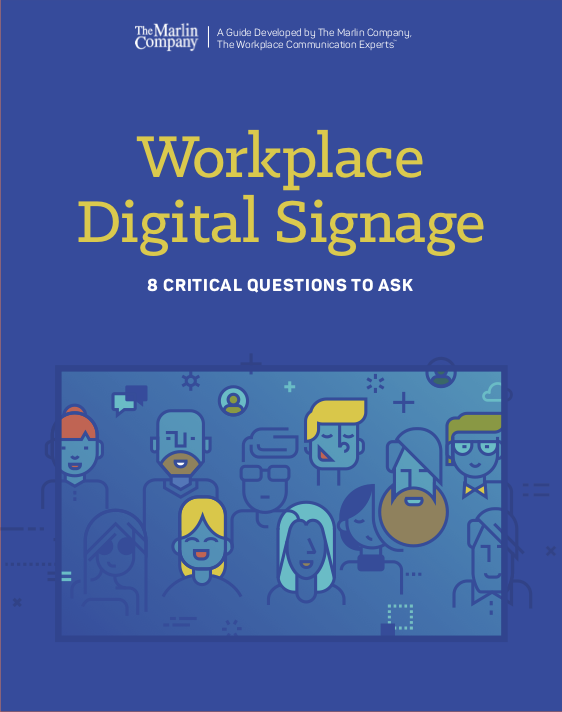 The Marlin
Company
A Guide Developed by The Marlin Company,
The Workplace Communication Experts™
Workplace
Digital Signage
8 CRITICAL QUESTIONS TO ASK